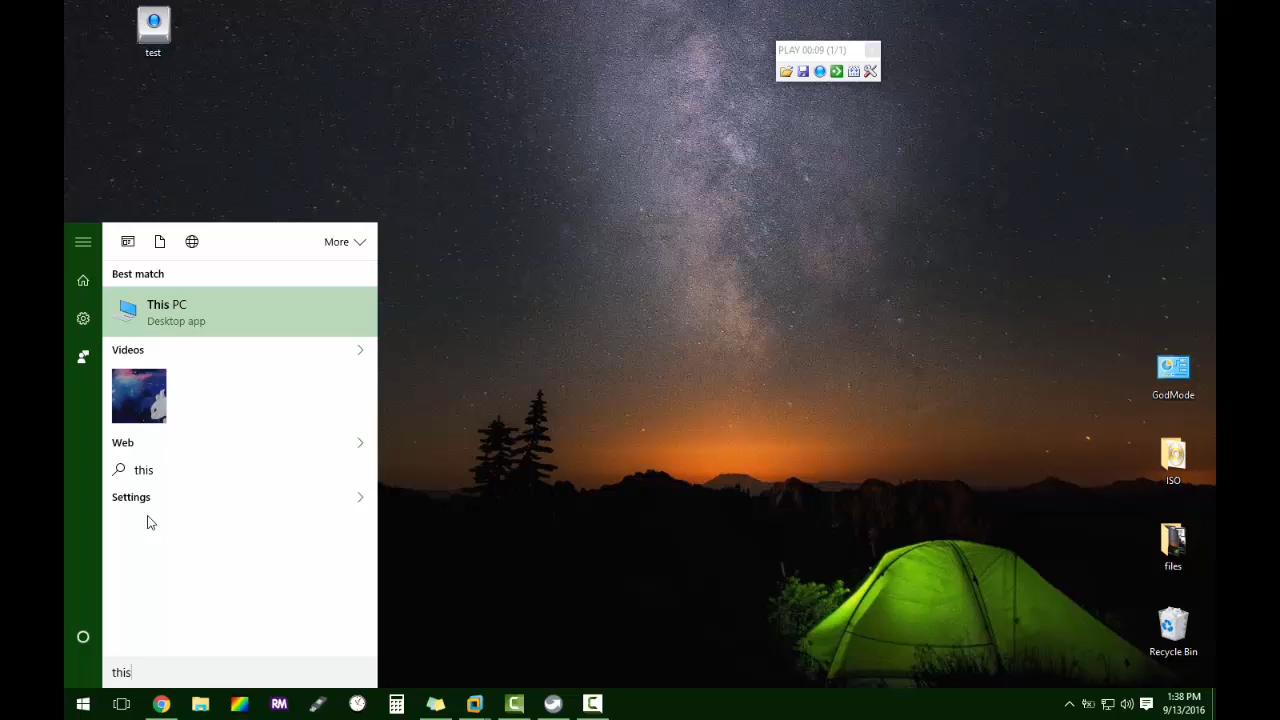 test
PLAY 00:09 (1/1)
More
Best match
This PC
Desktop app
Videos
Web
this
Settings
this
GodMode
ISO
files
Recycle Bin
RM
1:38 PM
9/13/2016